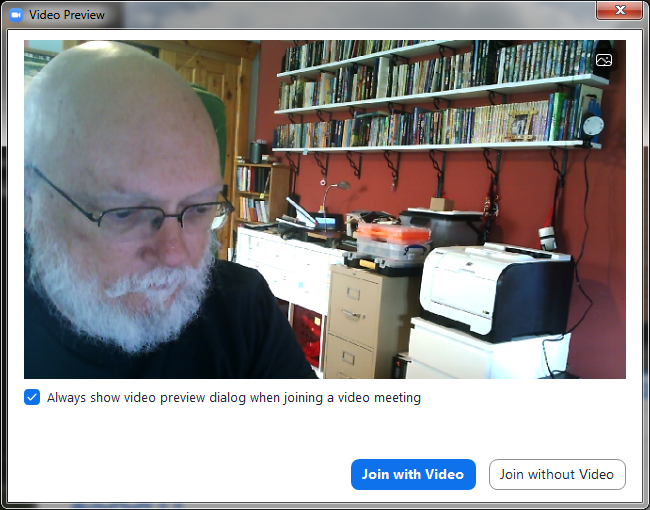 Video Preview
Always show video preview dialog when joining a video meeting
Join with Video
Join without Video